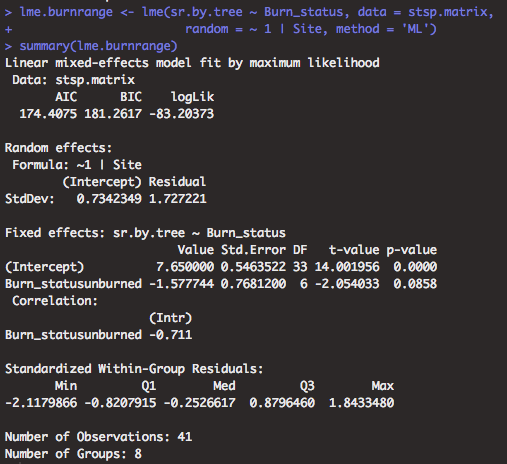 > lme.burnrange <- lme(sr.by.tree ~ Burn_status, data = stsp.matrix,
+                      random = ~ 1 | Site, method = 'ML')
> summary(lme.burnrange)
Linear mixed-effects model fit by maximum likelihood
 Data: stsp.matrix
       AIC      BIC    logLik
  174.4075 181.2617 -83.20373

Random effects:
 Formula: ~1 | Site
        (Intercept) Residual
StdDev:   0.7342349 1.727221

Fixed effects: sr.by.tree ~ Burn_status
                       Value Std.Error DF   t-value p-value
(Intercept)         7.650000 0.5463522 33 14.001956  0.0000
Burn_statusunburned -1.577744 0.7681200  6 -2.054033  0.0858
 Correlation:
                    (Intr)
Burn_statusunburned -0.711

Standardized Within-Group Residuals:
       Min         Q1        Med         Q3        Max
-2.1179866 -0.8207915 -0.2526617  0.8796460  1.8433480

Number of Observations: 41
Number of Groups: 8